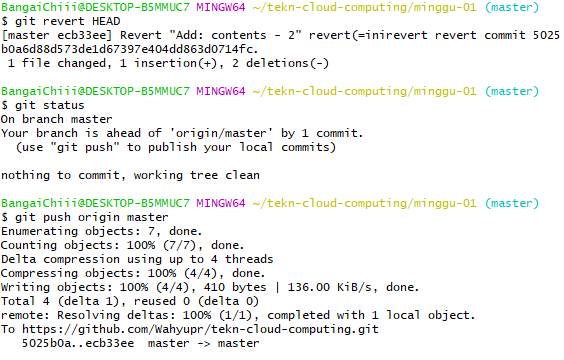 BangaiChiii@DESKTOP-B5MMUC7 MINGW64 ~/tekn-cloud-computing/minggu-01 (master)
$ git revert HEAD
[master ecb33ee] Revert "Add: contents - 2" revert(=inirevert revert commit 5025
b0a6d88d573de1d67397e404dd863d0714fc.
 1 file changed, 1 insertion(+), 2 deletions(-)
BangaiChiii@DESKTOP-B5MMUC7 MINGW64 ~/tekn-cloud-computing/minggu-01 (master)
$ git status
On branch master
Your branch is ahead of 'origin/master' by 1 commit.
  (use "git push" to publish your local commits)
nothing to commit, working tree clean
BangaiChiii@DESKTOP-B5MMUC7 MINGW64 ~/tekn-cloud-computing/minggu-01 (master)
$ git push origin master
Enumerating objects: 7, done.
Counting objects: 100% (7/7), done.
Delta compression using up to 4 threads
Compressing objects: 100% (4/4), done.
Writing objects: 100% (4/4), 410 bytes | 136.00 KiB/s, done.
Total 4 (delta 1), reused 0 (delta 0)
remote: Resolving deltas: 100% (1/1), completed with 1 local object.
To https://github.com/Wahyupr/tekn-cloud-computing.git
   5025b0a..ecb33ee  master -> master